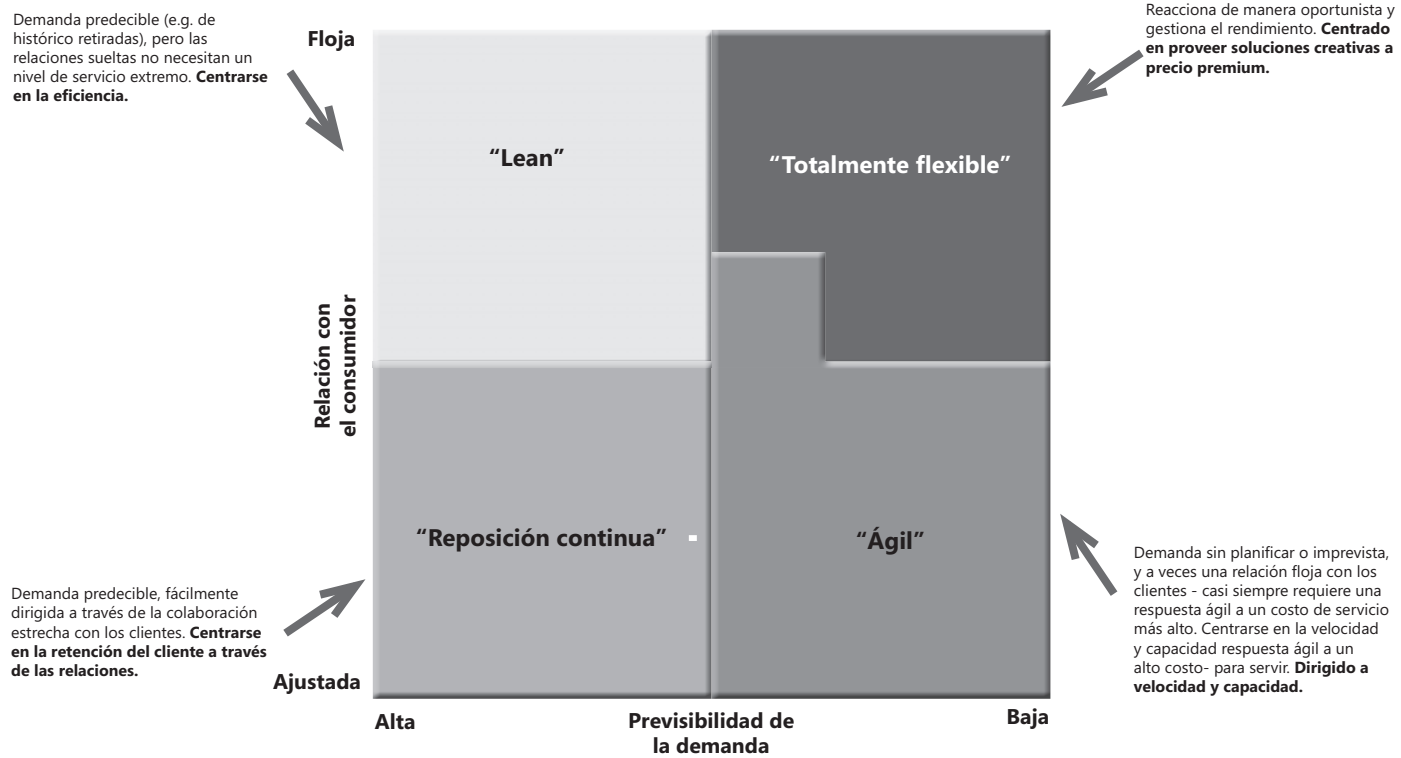 Demanda predecible (e.g. de
histórico retiradas), pero las
relaciones sueltas no necesitan un
nivel de servicio extremo. Centrarse
en la eficiencia.
Floja
Reacciona de manera oportunista y
gestiona el rendimiento. Centrado
en proveer soluciones creativas a
precio premium.
“Lean”
“Totalmente flexible”
Relación con
el consumidor
“Reposición continua”
“Ágil”
Demanda predecible, fácilmente
dirigida a través de la colaboración
estrecha con los clientes. Centrarse
en la retención del cliente a través
de las relaciones.
Demanda sin planificar o imprevista,
y a veces una relación floja con los
clientes - casi siempre requiere una
respuesta ágil a un costo de servicio
más alto. Centrarse en la velocidad
y capacidad respuesta ágil a un
alto costo- para servir. Dirigido a
velocidad y capacidad.
Ajustada
Alta
Previsibilidad de
la demanda
Baja